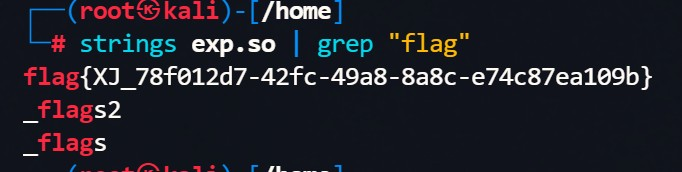 ┌──(root㉿kali)-[/home]
└─# strings exp.so | grep "flag"
flag{XJ_78f012d7-42fc-49a8-8a8c-e74c87ea109b}
_flags2
_flags